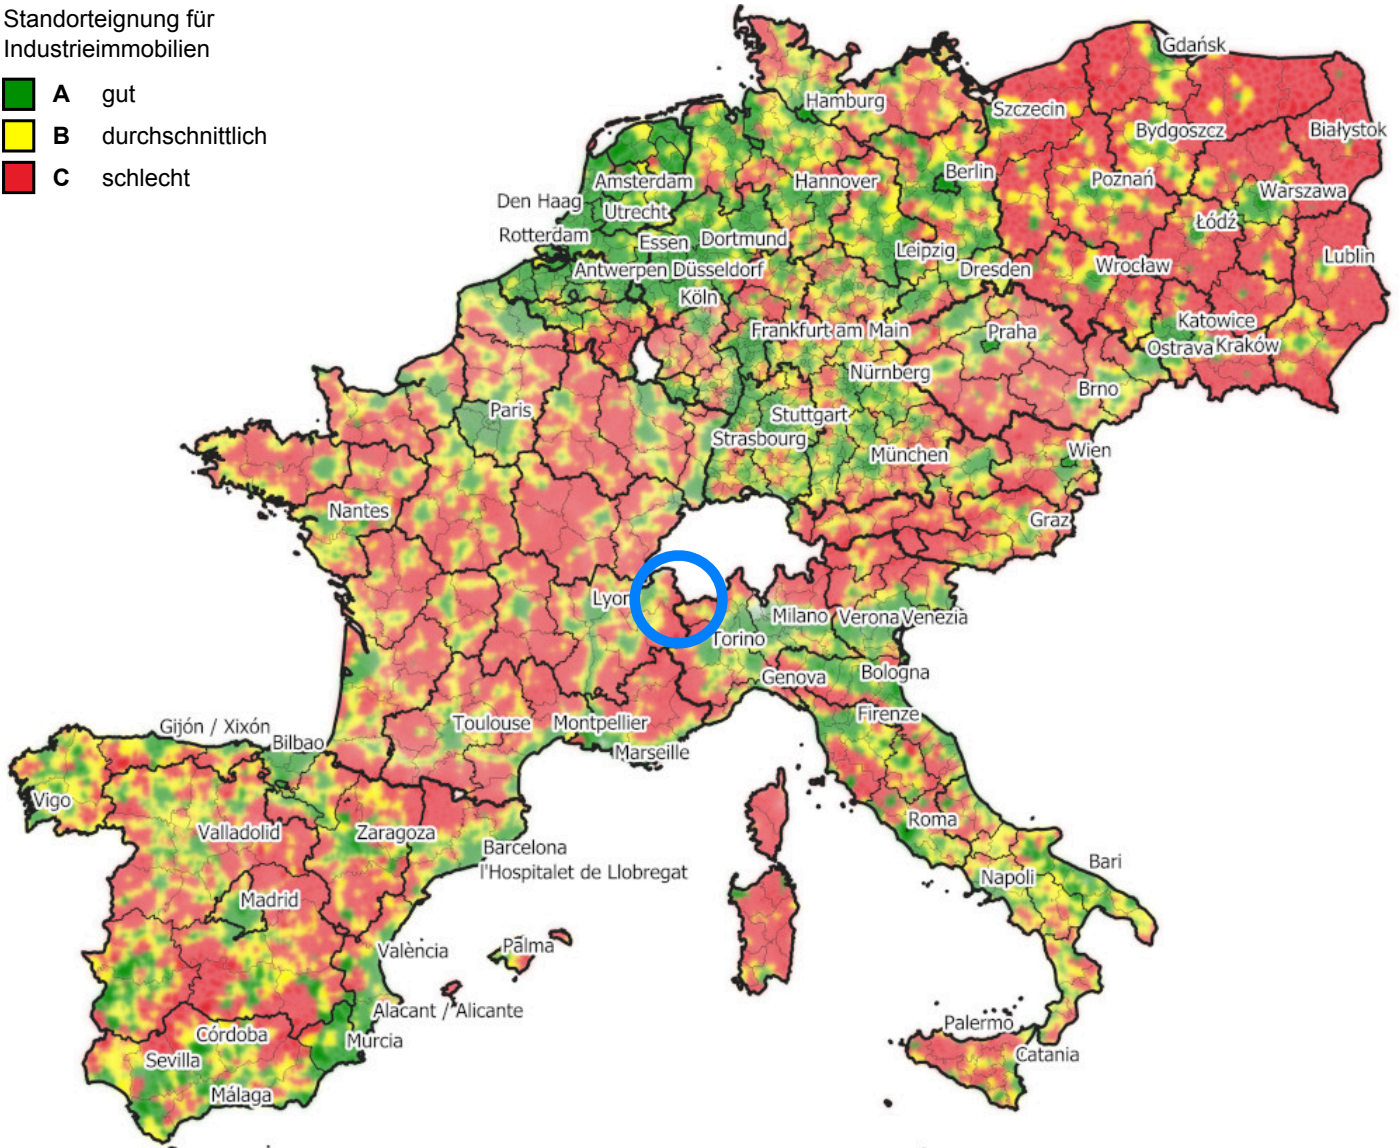 Standorteignung für
Industrieimmobilien
A gut
B durchschnittlich
C schlecht
Gdańsk
Hamburg
Szczecin
Bydgoszcz
Białystok
Amsterdam
Hannover
Berlin
Poznań
Warszawa
Den Haag
Utrecht
Łódź
Rotterdam
Essen
Dortmund
Leipzig
Lublin
Antwerpen
Düsseldorf
Dresden
Wrocław
Köln
Frankfurt am Main
Praha
Katowice
Ostrava
Kraków
Nürnberg
Brno
Paris
Stuttgart
Strasbourg
München
Wien
Nantes
Graz
Lyon
Milano
Verona
Venezia
Torino
Genova
Bologna
Firenze
Gijón / Xixón
Bilbao
Toulouse
Montpellier
Marseille
Vigo
Valladolid
Zaragoza
Roma
Barcelona
l'Hospitalet de Llobregat
Bari
Napoli
Madrid
València
Palma
Alacant / Alicante
Palermo
Córdoba
Murcia
Catania
Sevilla
Málaga